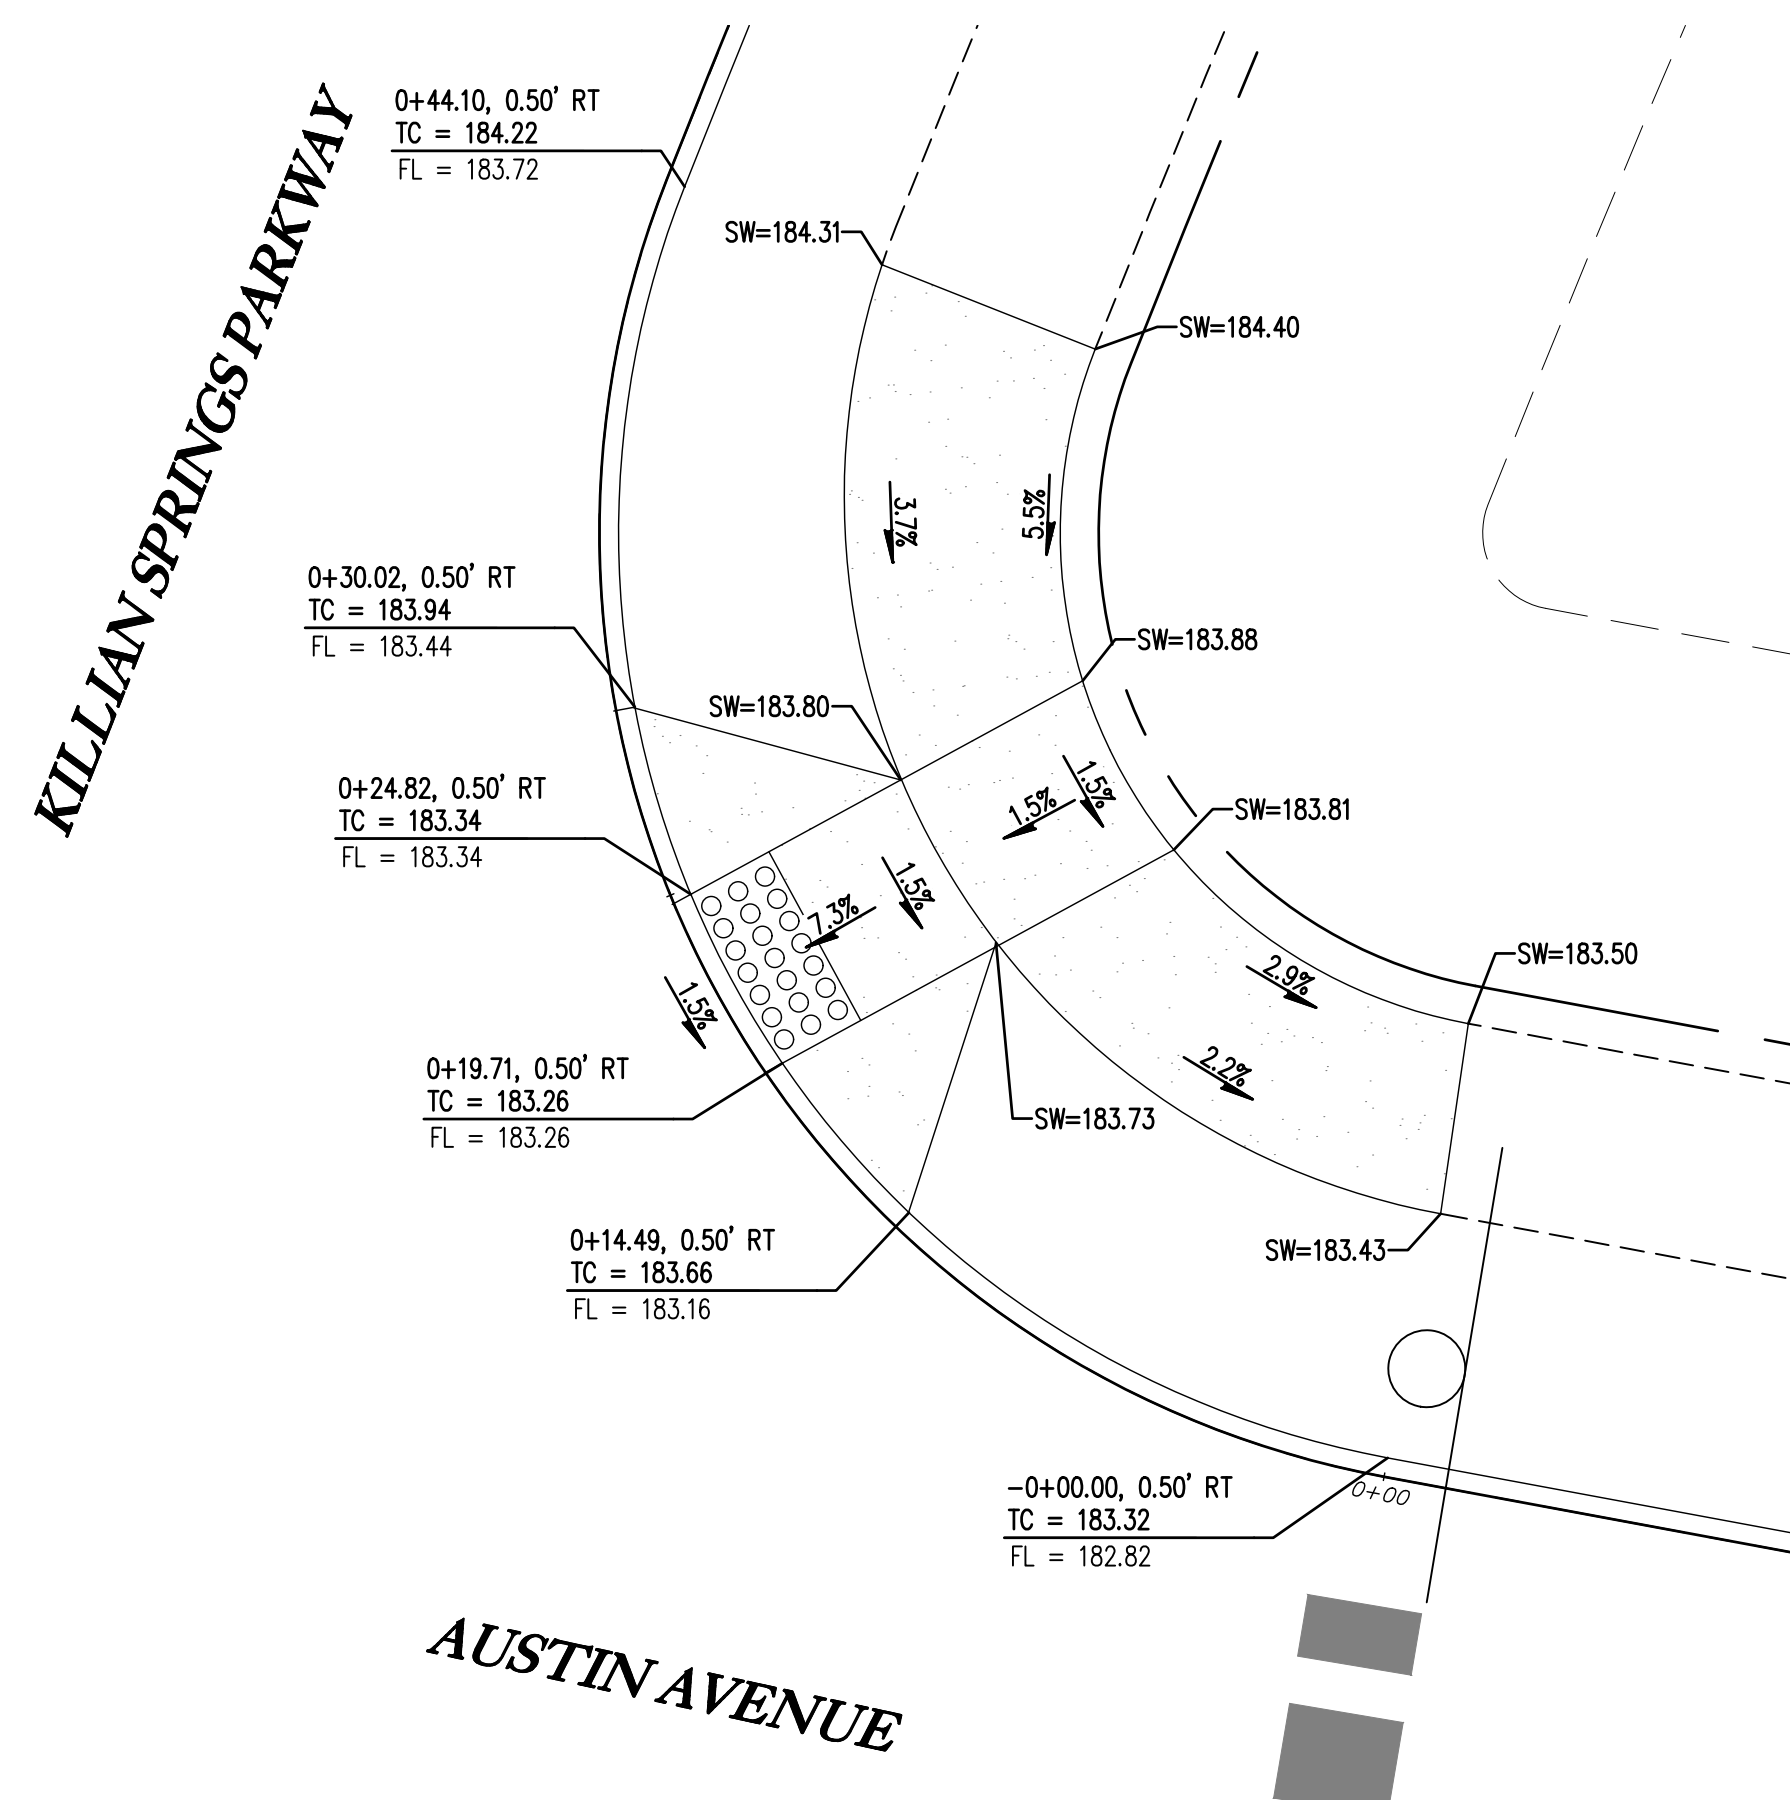 KILLIAN SPRINGS PARKWAY
0+44.10, 0.50' RT
TC = 184.22
FL = 183.72
SW=184.31
SW=184.40
3.7%
5.5%
0+30.02, 0.50' RT
TC = 183.94
FL = 183.44
SW=183.88
SW=183.80
0+24.82, 0.50' RT
TC = 183.34
FL = 183.34
1.5%
1.5%
SW=183.81
1.5%
7.3%
1.5%
SW=183.50
2.9%
2.2%
0+19.71, 0.50' RT
TC = 183.26
FL = 183.26
SW=183.73
0+14.49, 0.50' RT
TC = 183.66
FL = 183.16
SW=183.43
-0+00.00, 0.50' RT
TC = 183.32
FL = 182.82
0+00
AUSTIN AVENUE